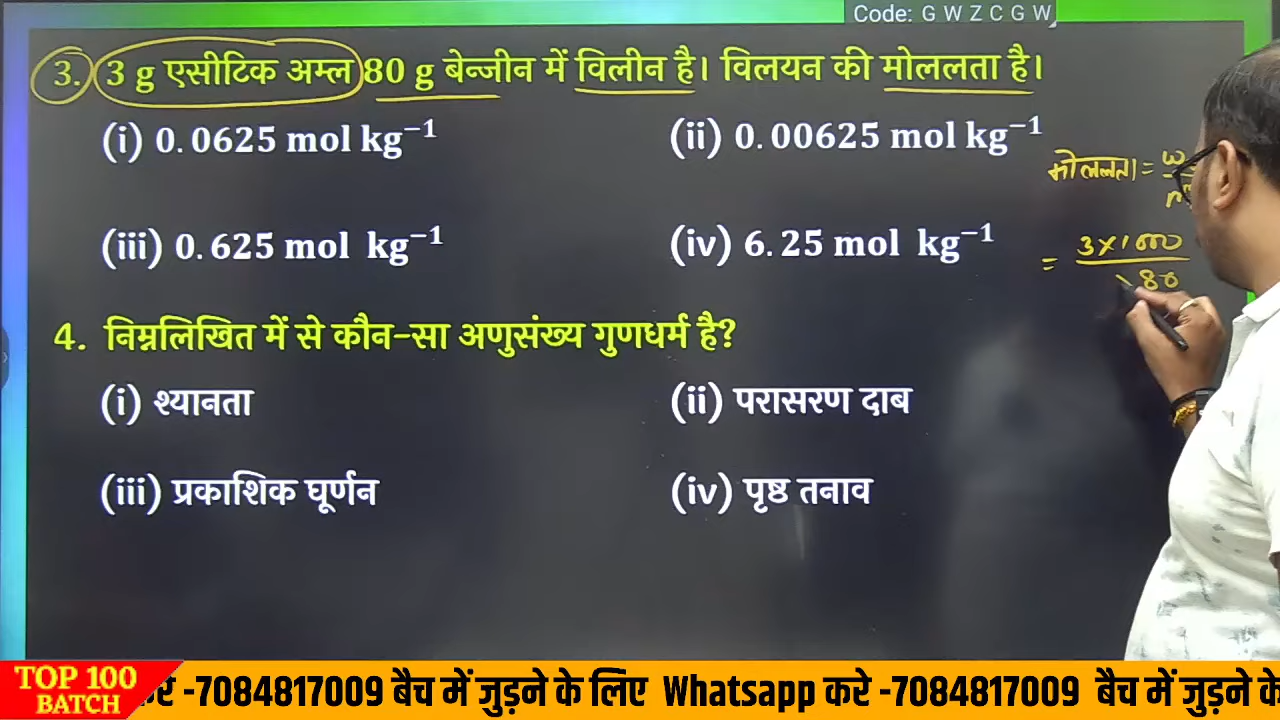 Code: G W Z C G W
3. 3 g एसीटिक अम्ल 80 g बेन्जीन में विलीन है। विलयन की मोललता है।
(i) 0.0625 mol kg⁻¹ (ii) 0.00625 mol kg⁻¹
मोललता =
(iii) 0.625 mol kg⁻¹ (iv) 6.25 mol kg⁻¹
= 3×1000
80
4. निम्नलिखित में से कौन-सा अणुसंख्य गुणधर्म है?
(i) श्यानता (ii) परासरण दाब
(iii) प्रकाशिक घूर्णन (iv) पृष्ठ तनाव
TOP 100
BATCH
करे -7084817009 बैच में जुड़ने के लिए Whatsapp करे -7084817009 बैच में जुड़ने के